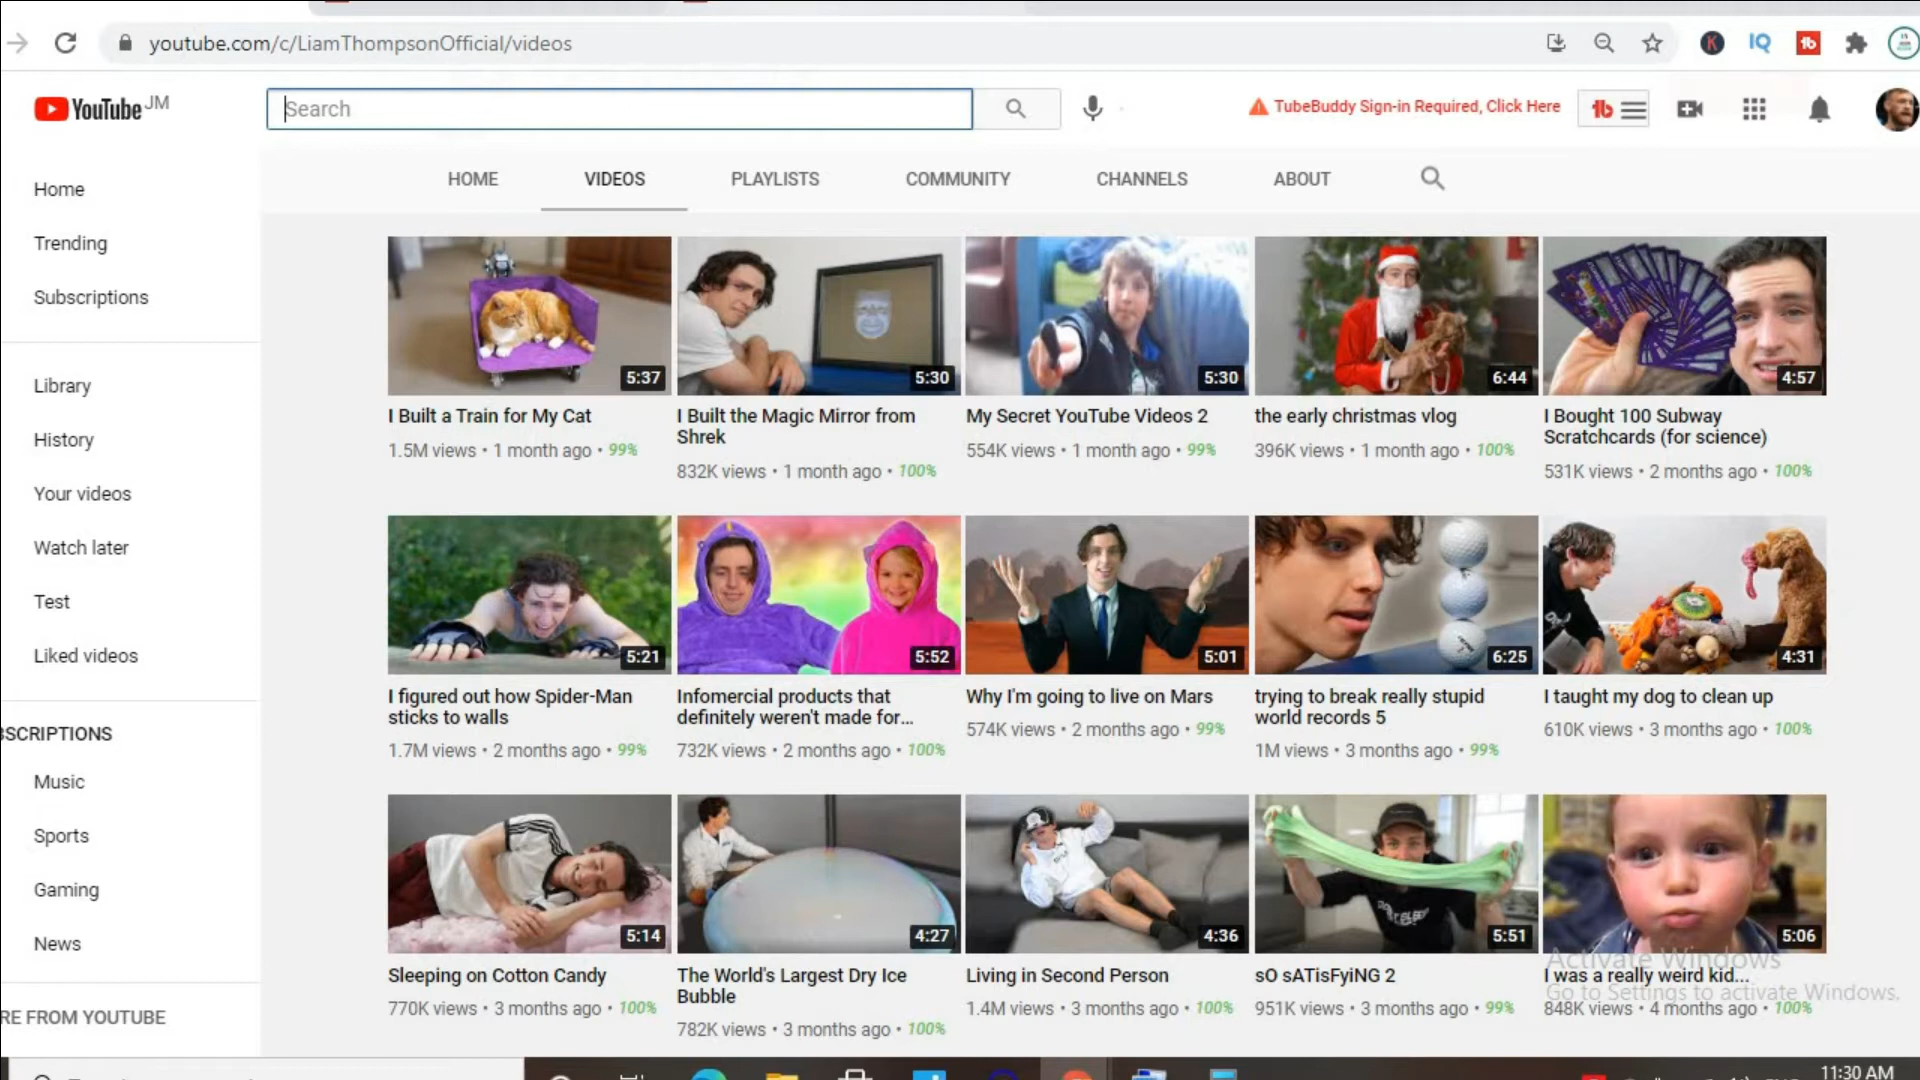 youtube.com/c/LiamThompsonOfficial/videos
IQ
YouTube JM
Search
TubeBuddy Sign-in Required, Click Here
HOME VIDEOS PLAYLISTS COMMUNITY CHANNELS ABOUT
Home
Trending
Subscriptions
Library
History
Your videos
Watch later
Test
Liked videos
SCRIPTIONS
Music
Sports
Gaming
News
RE FROM YOUTUBE
5:37 5:30 5:30 6:44 4:57
I Built a Train for My Cat
1.5M views • 1 month ago • 99%
I Built the Magic Mirror from
Shrek
832K views • 1 month ago • 100%
My Secret YouTube Videos 2
554K views • 1 month ago • 99%
the early christmas vlog
396K views • 1 month ago • 100%
I Bought 100 Subway
Scratchcards (for science)
531K views • 2 months ago • 100%
5:21 5:52 5:01 6:25 4:31
I figured out how Spider-Man
sticks to walls
1.7M views • 2 months ago • 99%
Infomercial products that
definitely weren't made for...
732K views • 2 months ago • 100%
Why I'm going to live on Mars
574K views • 2 months ago • 99%
trying to break really stupid
world records 5
1M views • 3 months ago • 99%
I taught my dog to clean up
610K views • 3 months ago • 100%
5:14 4:27 4:36 5:51 5:06
Sleeping on Cotton Candy
770K views • 3 months ago • 100%
The World's Largest Dry Ice
Bubble
782K views • 3 months ago • 100%
Living in Second Person
1.4M views • 3 months ago • 100%
sO sATisFyiNG 2
951K views • 3 months ago • 99%
I was a really weird kid...
848K views • 4 months ago • 100%
Activate Windows
Go to Settings to activate Windows.
11:30 AM